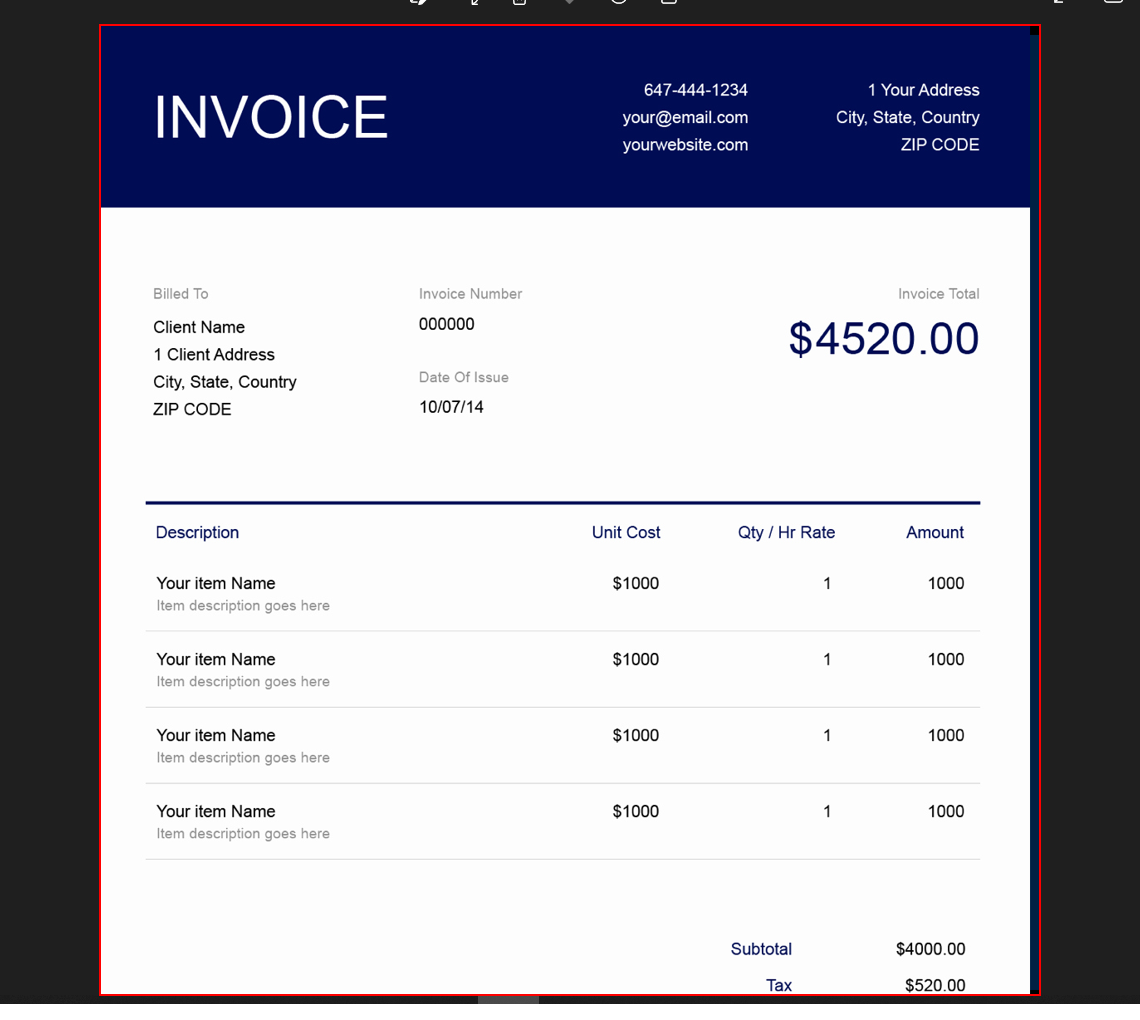 INVOICE
647-444-1234
your@email.com
yourwebsite.com
1 Your Address
City, State, Country
ZIP CODE
Billed To
Client Name
1 Client Address
City, State, Country
ZIP CODE
Invoice Number
000000
Date Of Issue
10/07/14
Invoice Total
$4520.00
Description Unit Cost Qty / Hr Rate Amount
Your item Name $1000 1 1000
Item description goes here
Your item Name $1000 1 1000
Item description goes here
Your item Name $1000 1 1000
Item description goes here
Your item Name $1000 1 1000
Item description goes here
Subtotal $4000.00
Tax $520.00